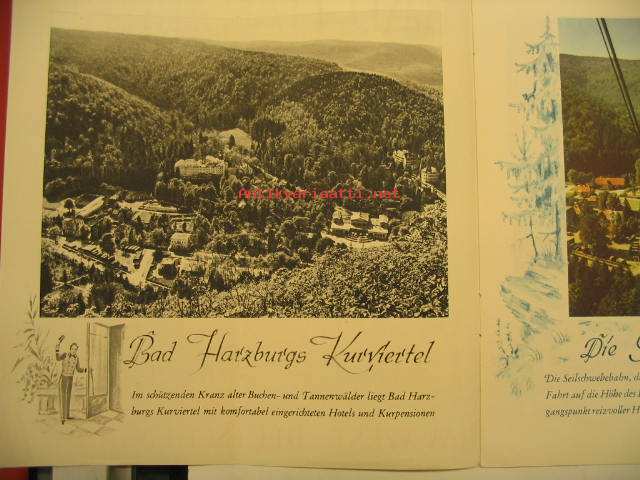 Antikvariaatti.net
Bad Harzburgs Kurviertel
Im schützenden Kranz alter Buchen- und Tannenwälder liegt Bad Harz-
burgs Kurviertel mit komfortabel eingerichteten Hotels und Kurpensionen
Die
Die Seilschwebebahn, d
Fahrt auf die Höhe des
gangspunkt reizvoller H